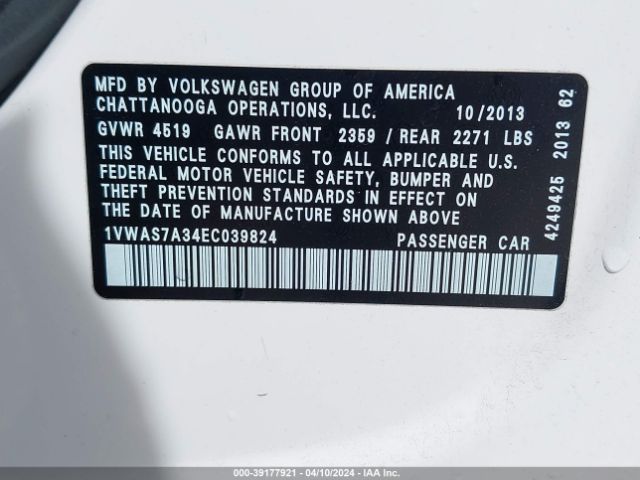 MFD BY VOLKSWAGEN GROUP OF AMERICA
CHATTANOOGA OPERATIONS, LLC. 10/2013
GVWR 4519 GAWR FRONT 2359 / REAR 2271 LBS
THIS VEHICLE CONFORMS TO ALL APPLICABLE U.S.
FEDERAL MOTOR VEHICLE SAFETY, BUMPER AND
THEFT PREVENTION STANDARDS IN EFFECT ON
THE DATE OF MANUFACTURE SHOWN ABOVE
1VWAS7A34EC039824 PASSENGER CAR
4249425 2013 62
000-39177921 / 04/10/2024 - IAA Inc.